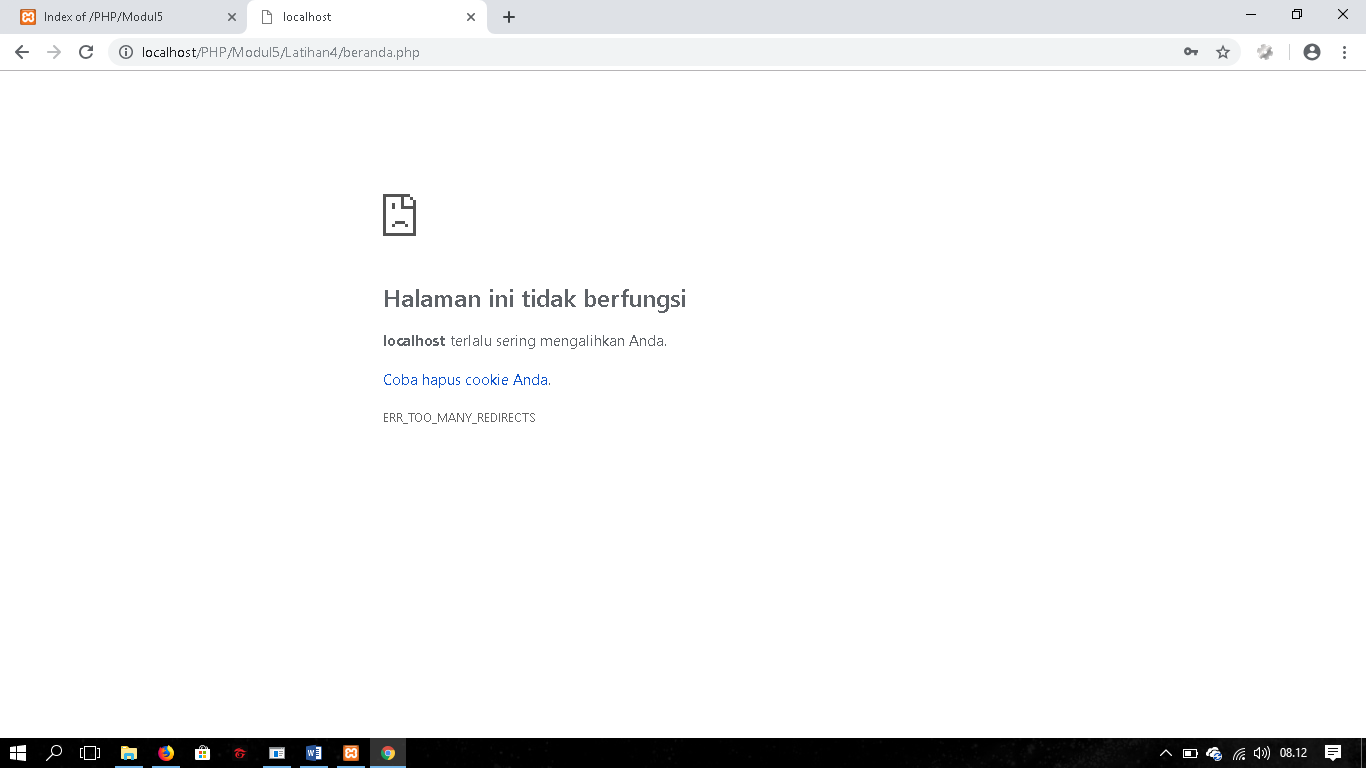 Index of /PHP/Modul5
localhost
localhost/PHP/Modul5/Latihan4/beranda.php
Halaman ini tidak berfungsi
localhost terlalu sering mengalihkan Anda.
Coba hapus cookie Anda.
ERR_TOO_MANY_REDIRECTS
08.12